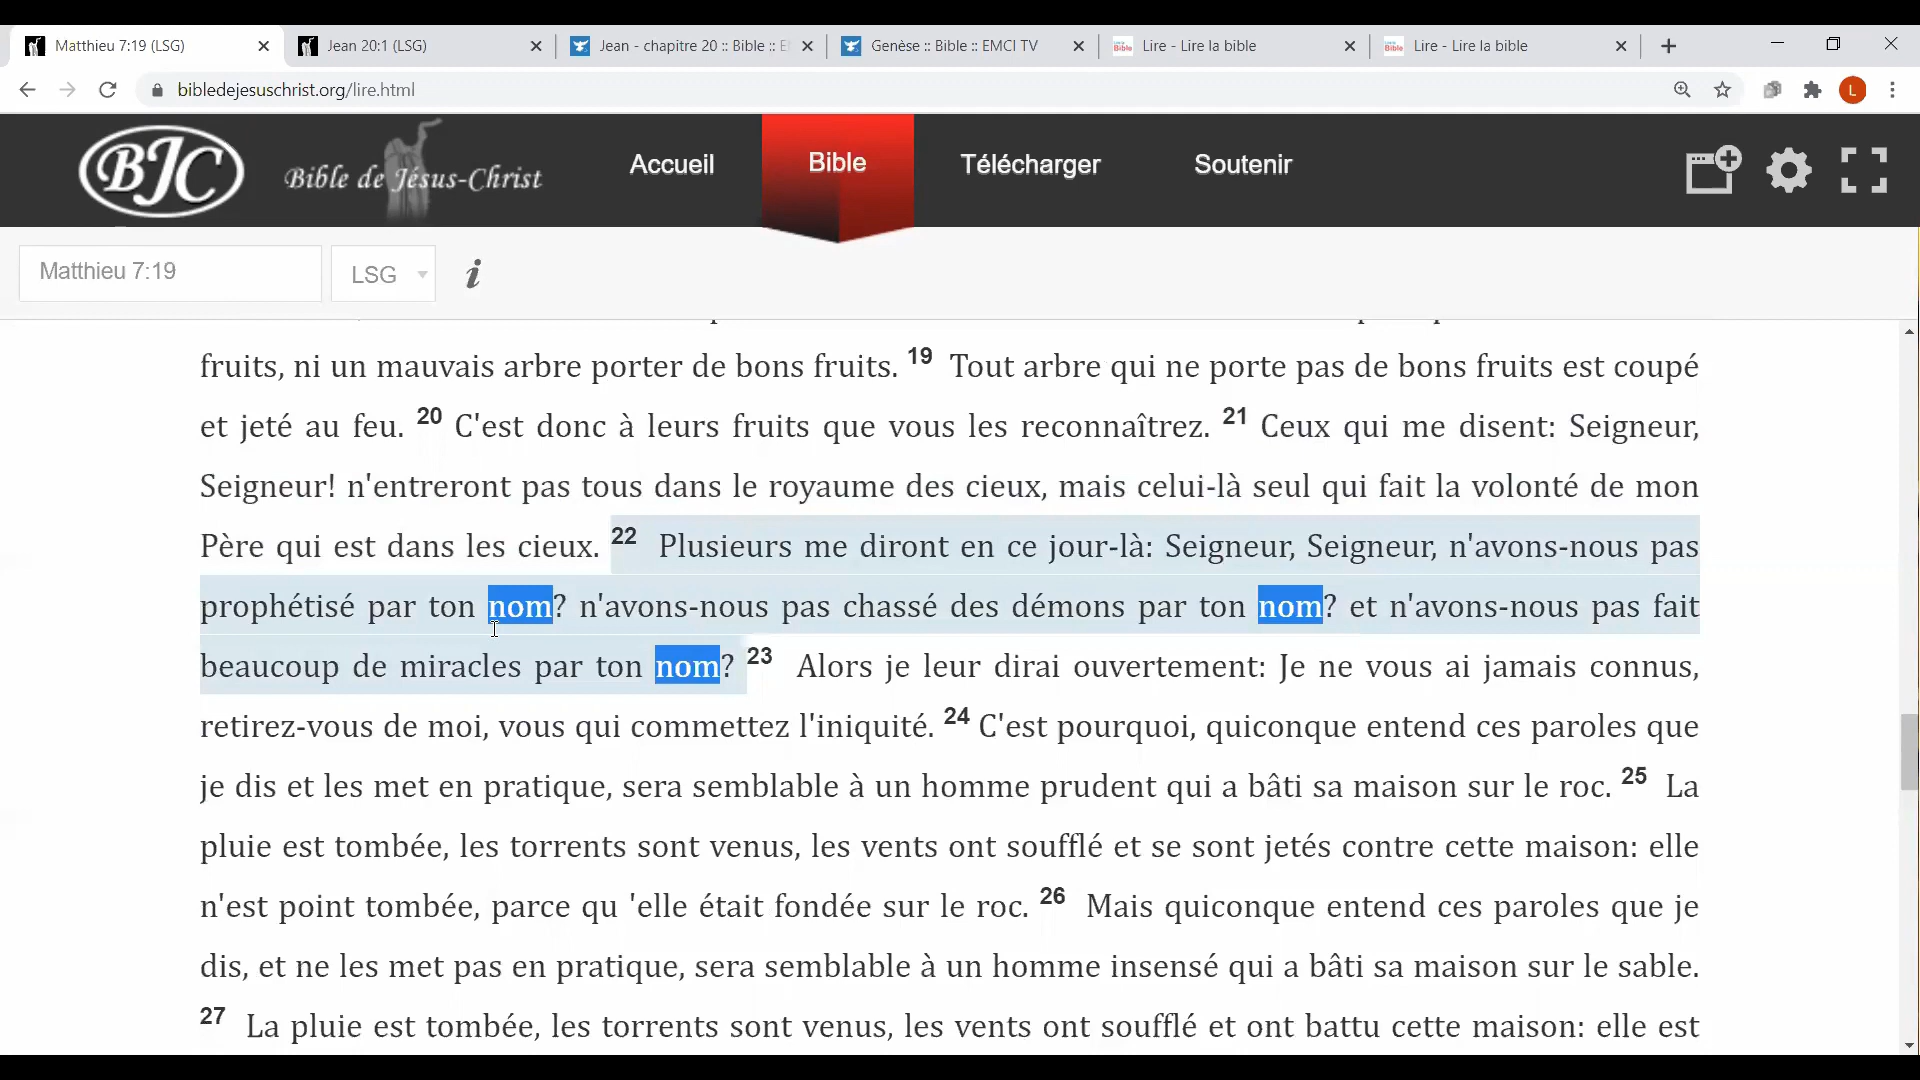 Matthieu 7:19 (LSG)
Jean 20:1 (LSG)
Jean - chapitre 20 :: Bible :: E
Genèse :: Bible :: EMCI TV
Lire - Lire la bible
Lire - Lire la bible
bibledejesuschrist.org/lire.html
L
BJC
Bible de Jésus-Christ
Accueil
Bible
Télécharger
Soutenir
Matthieu 7:19
LSG
i
fruits, ni un mauvais arbre porter de bons fruits. 19 Tout arbre qui ne porte pas de bons fruits est coupé
et jeté au feu. 20 C'est donc à leurs fruits que vous les reconnaîtrez. 21 Ceux qui me disent: Seigneur,
Seigneur! n'entreront pas tous dans le royaume des cieux, mais celui-là seul qui fait la volonté de mon
Père qui est dans les cieux. 22 Plusieurs me diront en ce jour-là: Seigneur, Seigneur, n'avons-nous pas
prophétisé par ton nom? n'avons-nous pas chassé des démons par ton nom? et n'avons-nous pas fait
beaucoup de miracles par ton nom? 23 Alors je leur dirai ouvertement: Je ne vous ai jamais connus,
retirez-vous de moi, vous qui commettez l'iniquité. 24 C'est pourquoi, quiconque entend ces paroles que
je dis et les met en pratique, sera semblable à un homme prudent qui a bâti sa maison sur le roc. 25 La
pluie est tombée, les torrents sont venus, les vents ont soufflé et se sont jetés contre cette maison: elle
n'est point tombée, parce qu 'elle était fondée sur le roc. 26 Mais quiconque entend ces paroles que je
dis, et ne les met pas en pratique, sera semblable à un homme insensé qui a bâti sa maison sur le sable.
27 La pluie est tombée, les torrents sont venus, les vents ont soufflé et ont battu cette maison: elle est